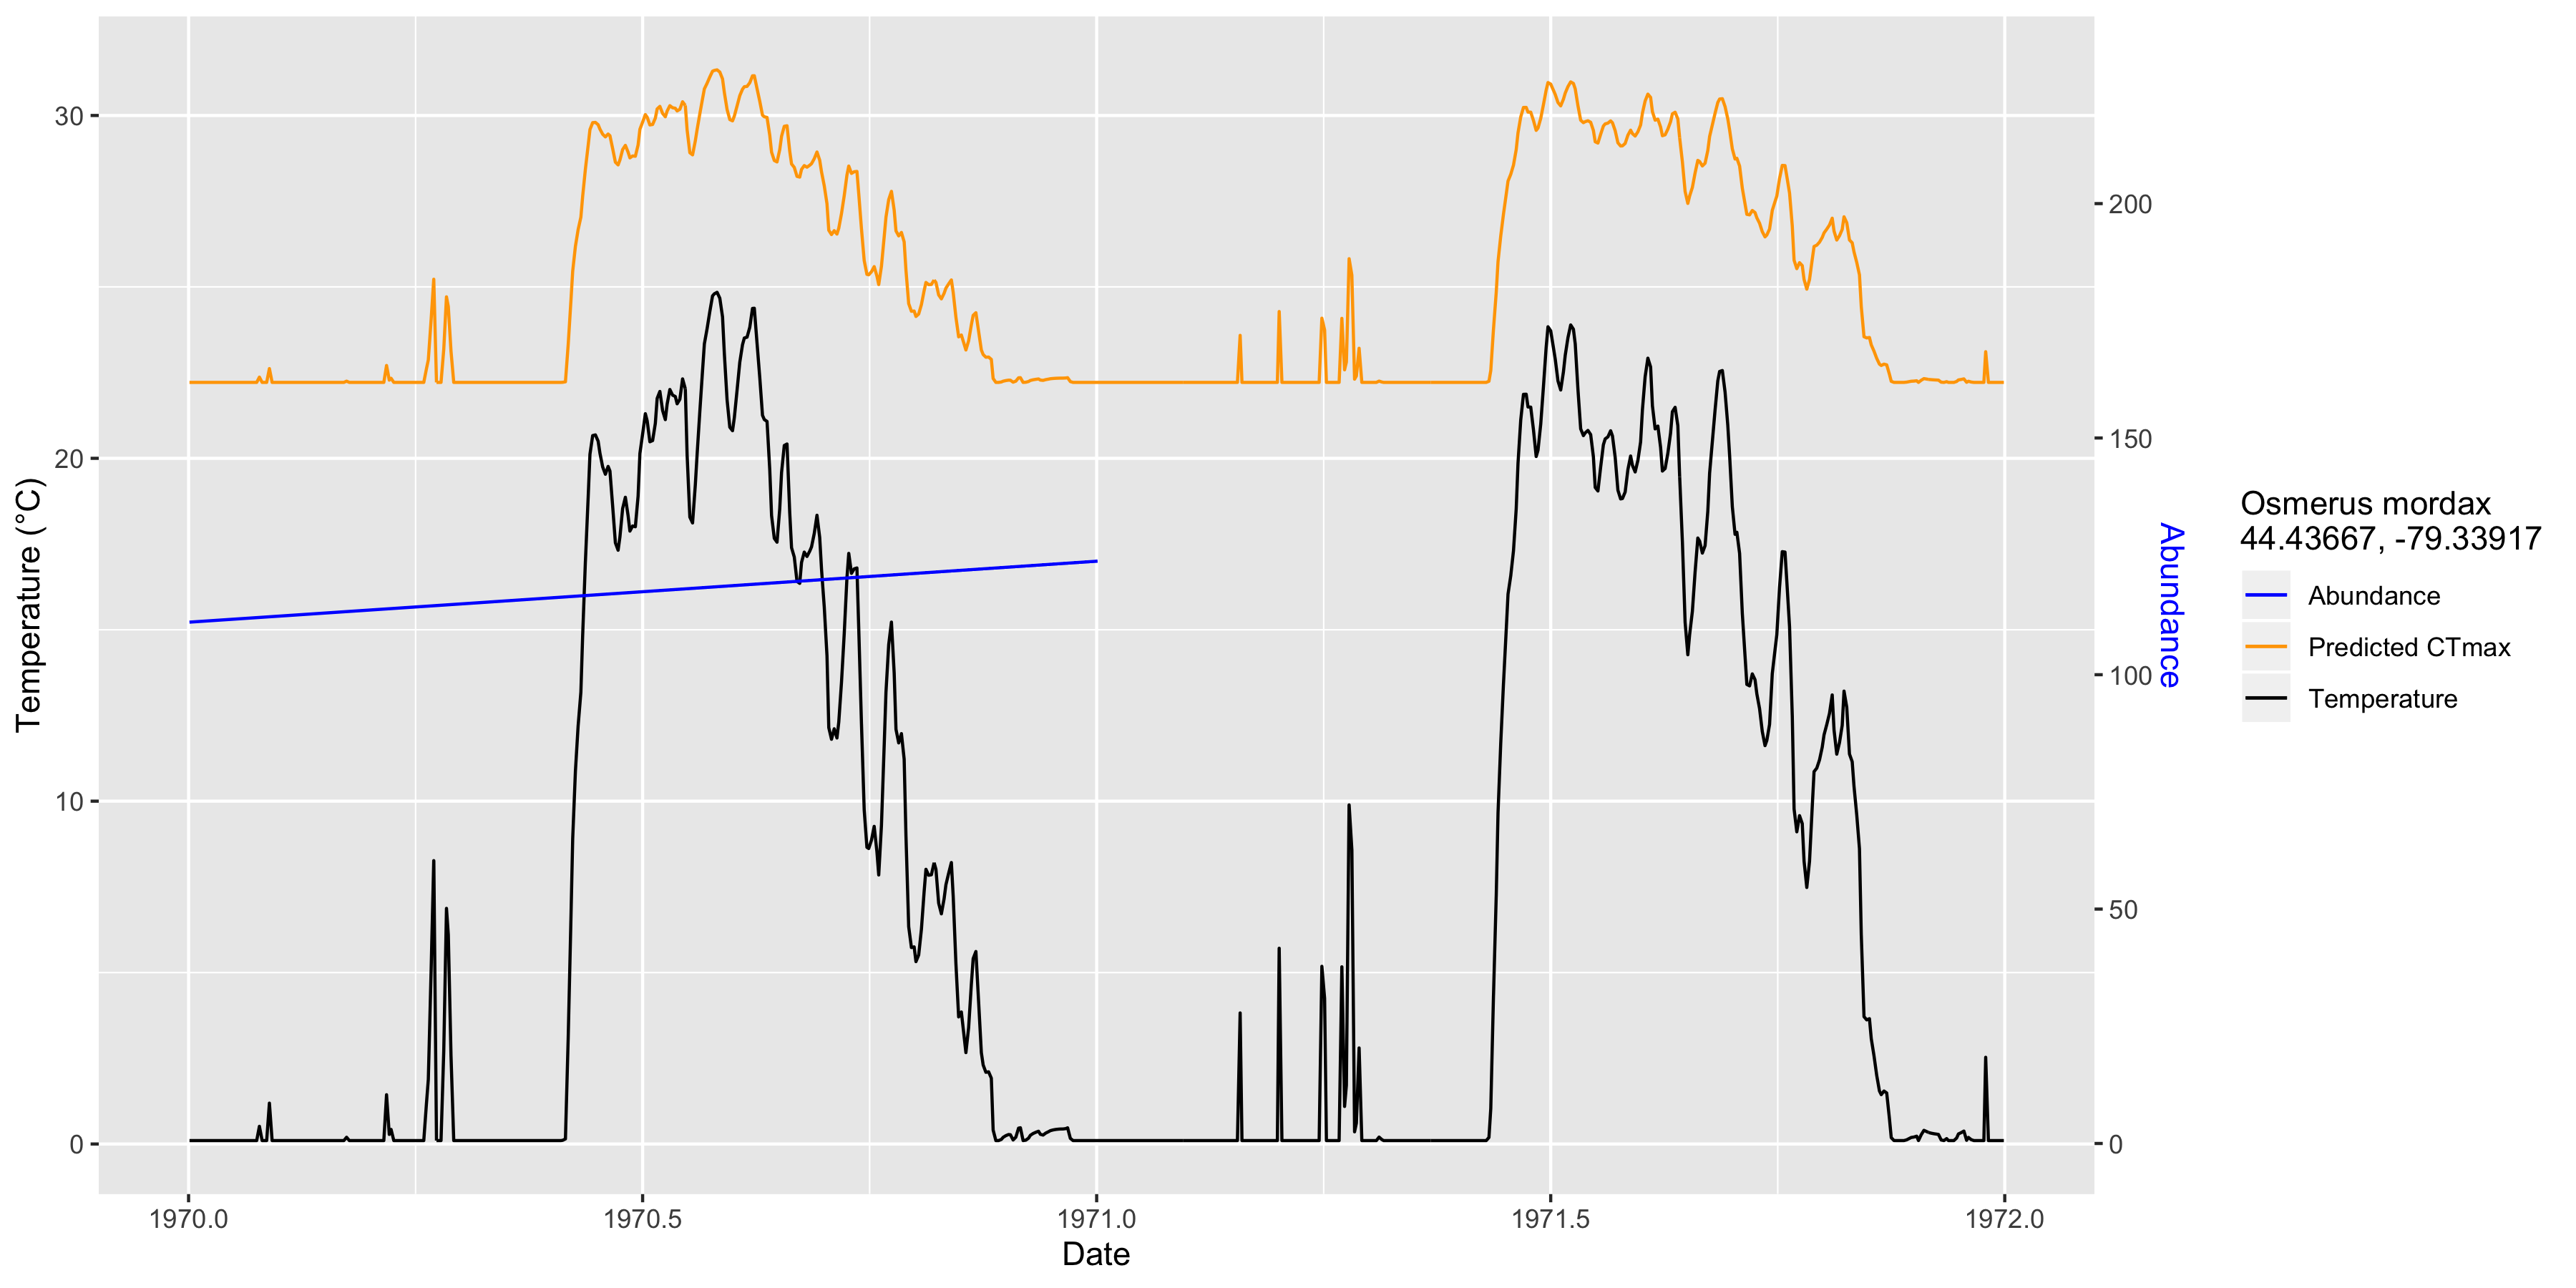 30
20
10
0
Temperature (°C)
200
150
100
50
0
Abundance
1970.0
1970.5
1971.0
1971.5
1972.0
Date
Osmerus mordax
44.43667, -79.33917
Abundance
Predicted CTmax
Temperature